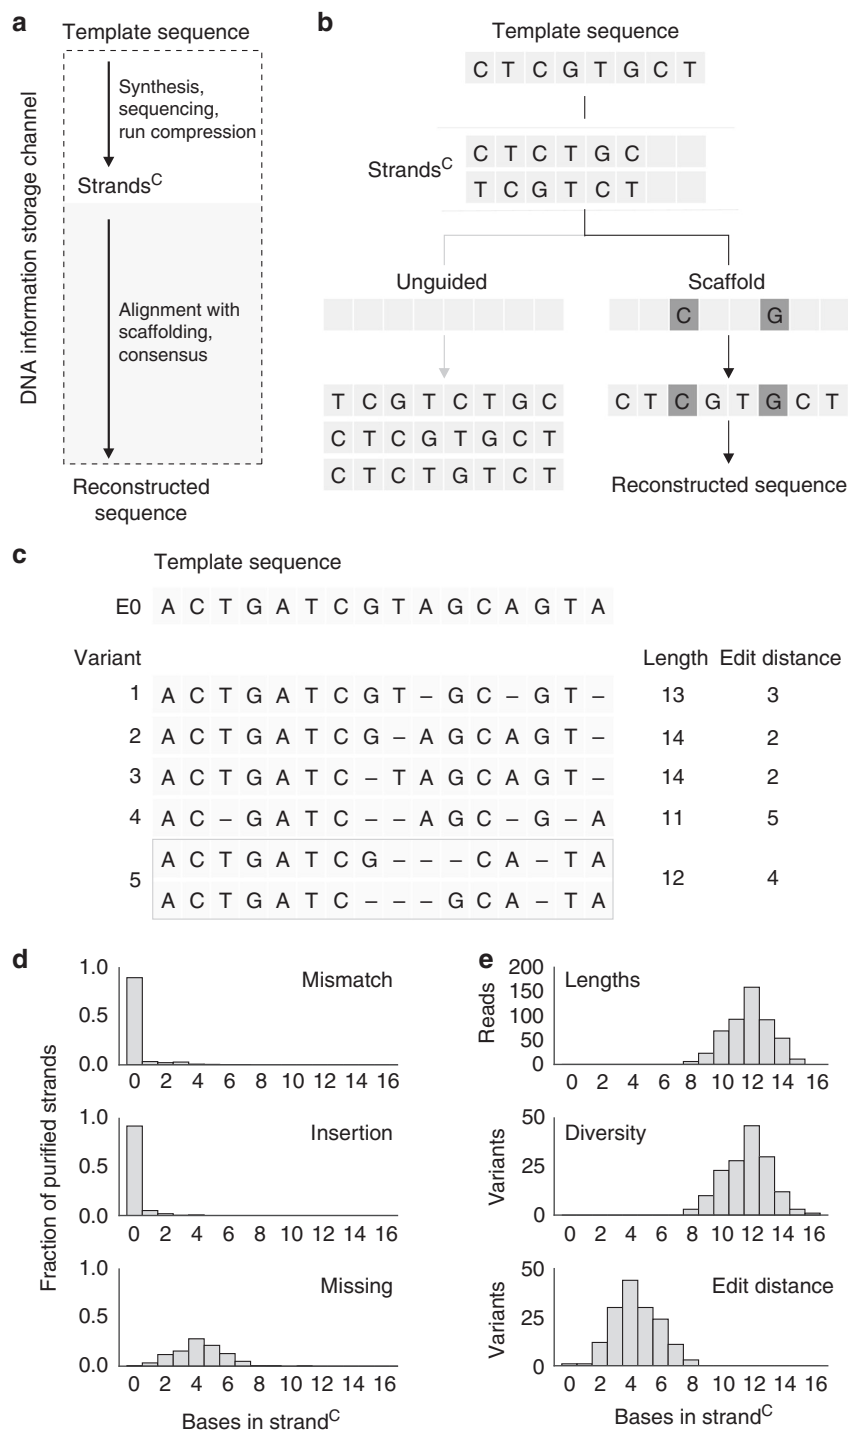 a
Template sequence
DNA information storage channel
Synthesis,
sequencing,
run compression
Strands^C
Alignment with
scaffolding,
consensus
Reconstructed
sequence
b
Template sequence
C T C G T G C T
Strands^C
C T C T G C
T C G T C T
Unguided
Scaffold
C G
T C G T C T G C
C T C G T G C T
C T C T G T C T
C T C G T G C T
Reconstructed sequence
c
Template sequence
E0 A C T G A T C G T A G C A G T A
Variant Length Edit distance
1 A C T G A T C G T – G C – G T – 13 3
2 A C T G A T C G – A G C A G T – 14 2
3 A C T G A T C – T A G C A G T – 14 2
4 A C – G A T C – – A G C – G – A 11 5
5 A C T G A T C G – – – C A – T A 12 4
A C T G A T C – – – G C A – T A
d
Fraction of purified strands
Mismatch
1.0
0.5
0.0
0 2 4 6 8 10 12 14 16
Insertion
1.0
0.5
0.0
0 2 4 6 8 10 12 14 16
Missing
1.0
0.5
0.0
0 2 4 6 8 10 12 14 16
Bases in strand^C
e
Lengths
Reads
200
150
100
50
0
0 2 4 6 8 10 12 14 16
Diversity
Variants
50
25
0
0 2 4 6 8 10 12 14 16
Edit distance
Variants
50
25
0
0 2 4 6 8 10 12 14 16
Bases in strand^C